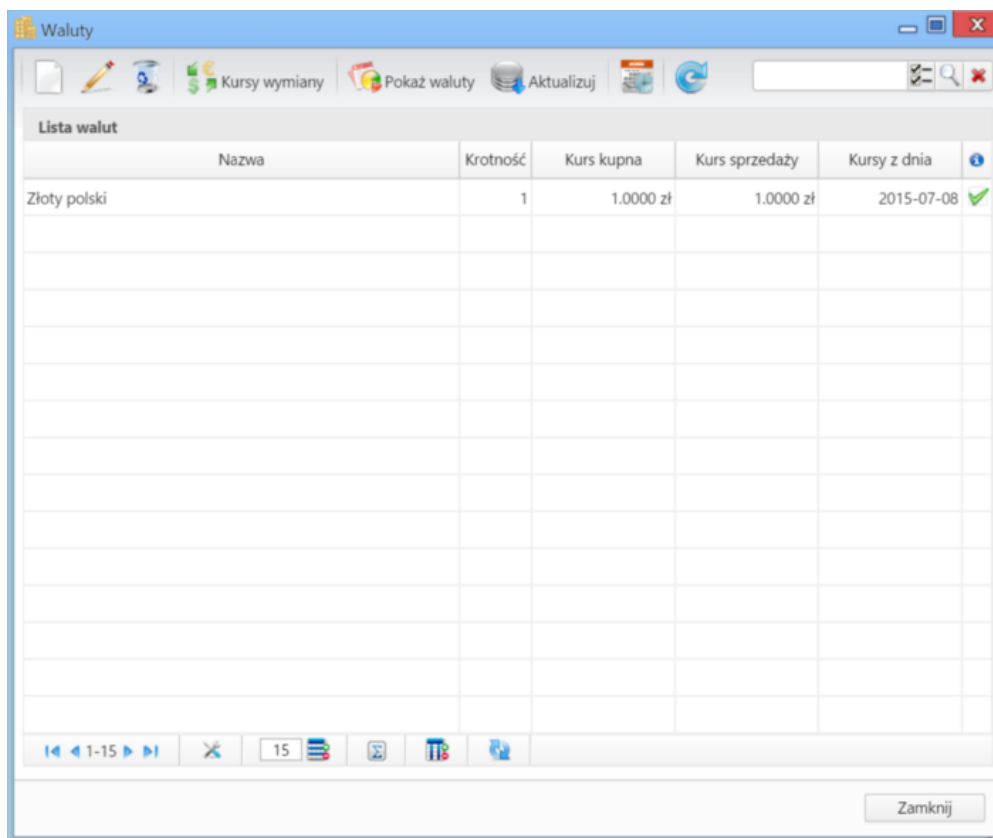 Waluty
Kursy wymiany Pokaż waluty Aktualizuj
Lista walut
Nazwa Krotność Kurs kupna Kurs sprzedaży Kursy z dnia
Złoty polski 1 1.0000 zł 1.0000 zł 2015-07-08
1-15 15
Zamknij